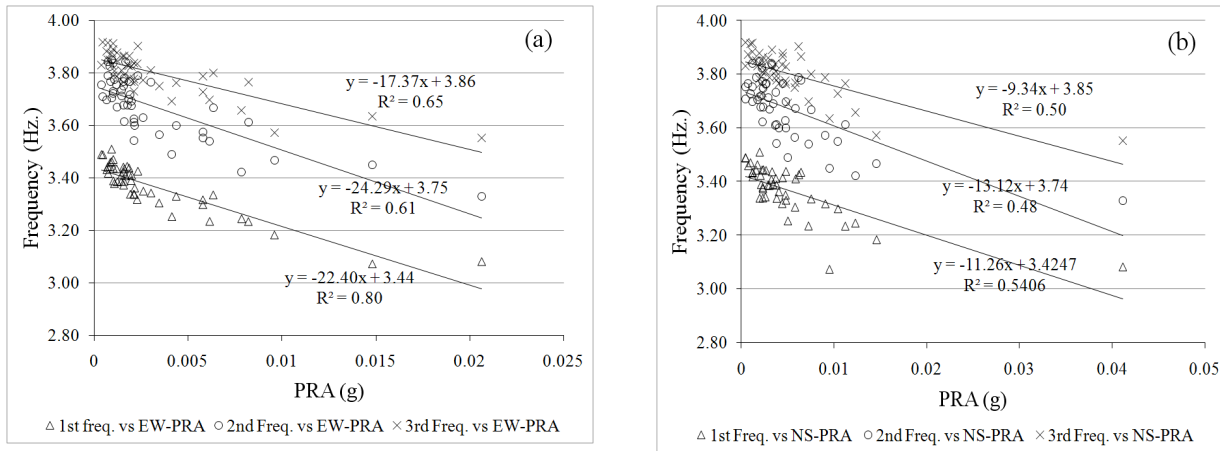 (a)
Frequency (Hz.)
4.00
3.80
3.60
3.40
3.20
3.00
2.80
y = -17.37x + 3.86
R² = 0.65
y = -24.29x + 3.75
R² = 0.61
y = -22.40x + 3.44
R² = 0.80
0 0.005 0.01 0.015 0.02 0.025
PRA (g)
1st freq. vs EW-PRA 2nd Freq. vs EW-PRA 3rd Freq. vs EW-PRA
(b)
Frequency (Hz.)
4.00
3.80
3.60
3.40
3.20
3.00
2.80
y = -9.34x + 3.85
R² = 0.50
y = -13.12x + 3.74
R² = 0.48
y = -11.26x + 3.4247
R² = 0.5406
0 0.01 0.02 0.03 0.04 0.05
PRA (g)
1st Freq. vs NS-PRA 2nd Freq. vs NS-PRA 3rd Freq. vs NS-PRA